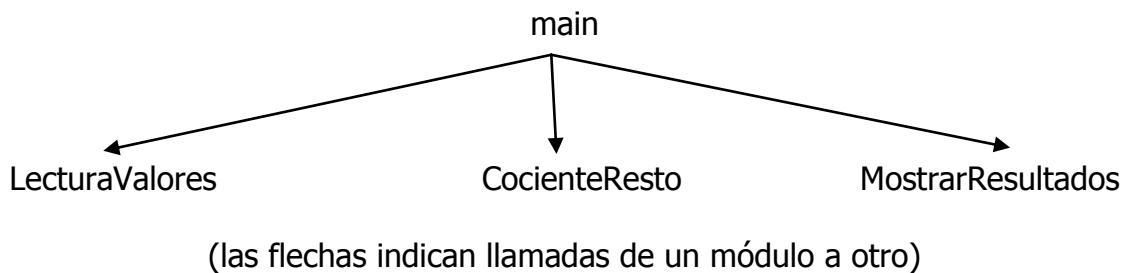 main
LecturaValores CocienteResto MostrarResultados
(las flechas indican llamadas de un módulo a otro)